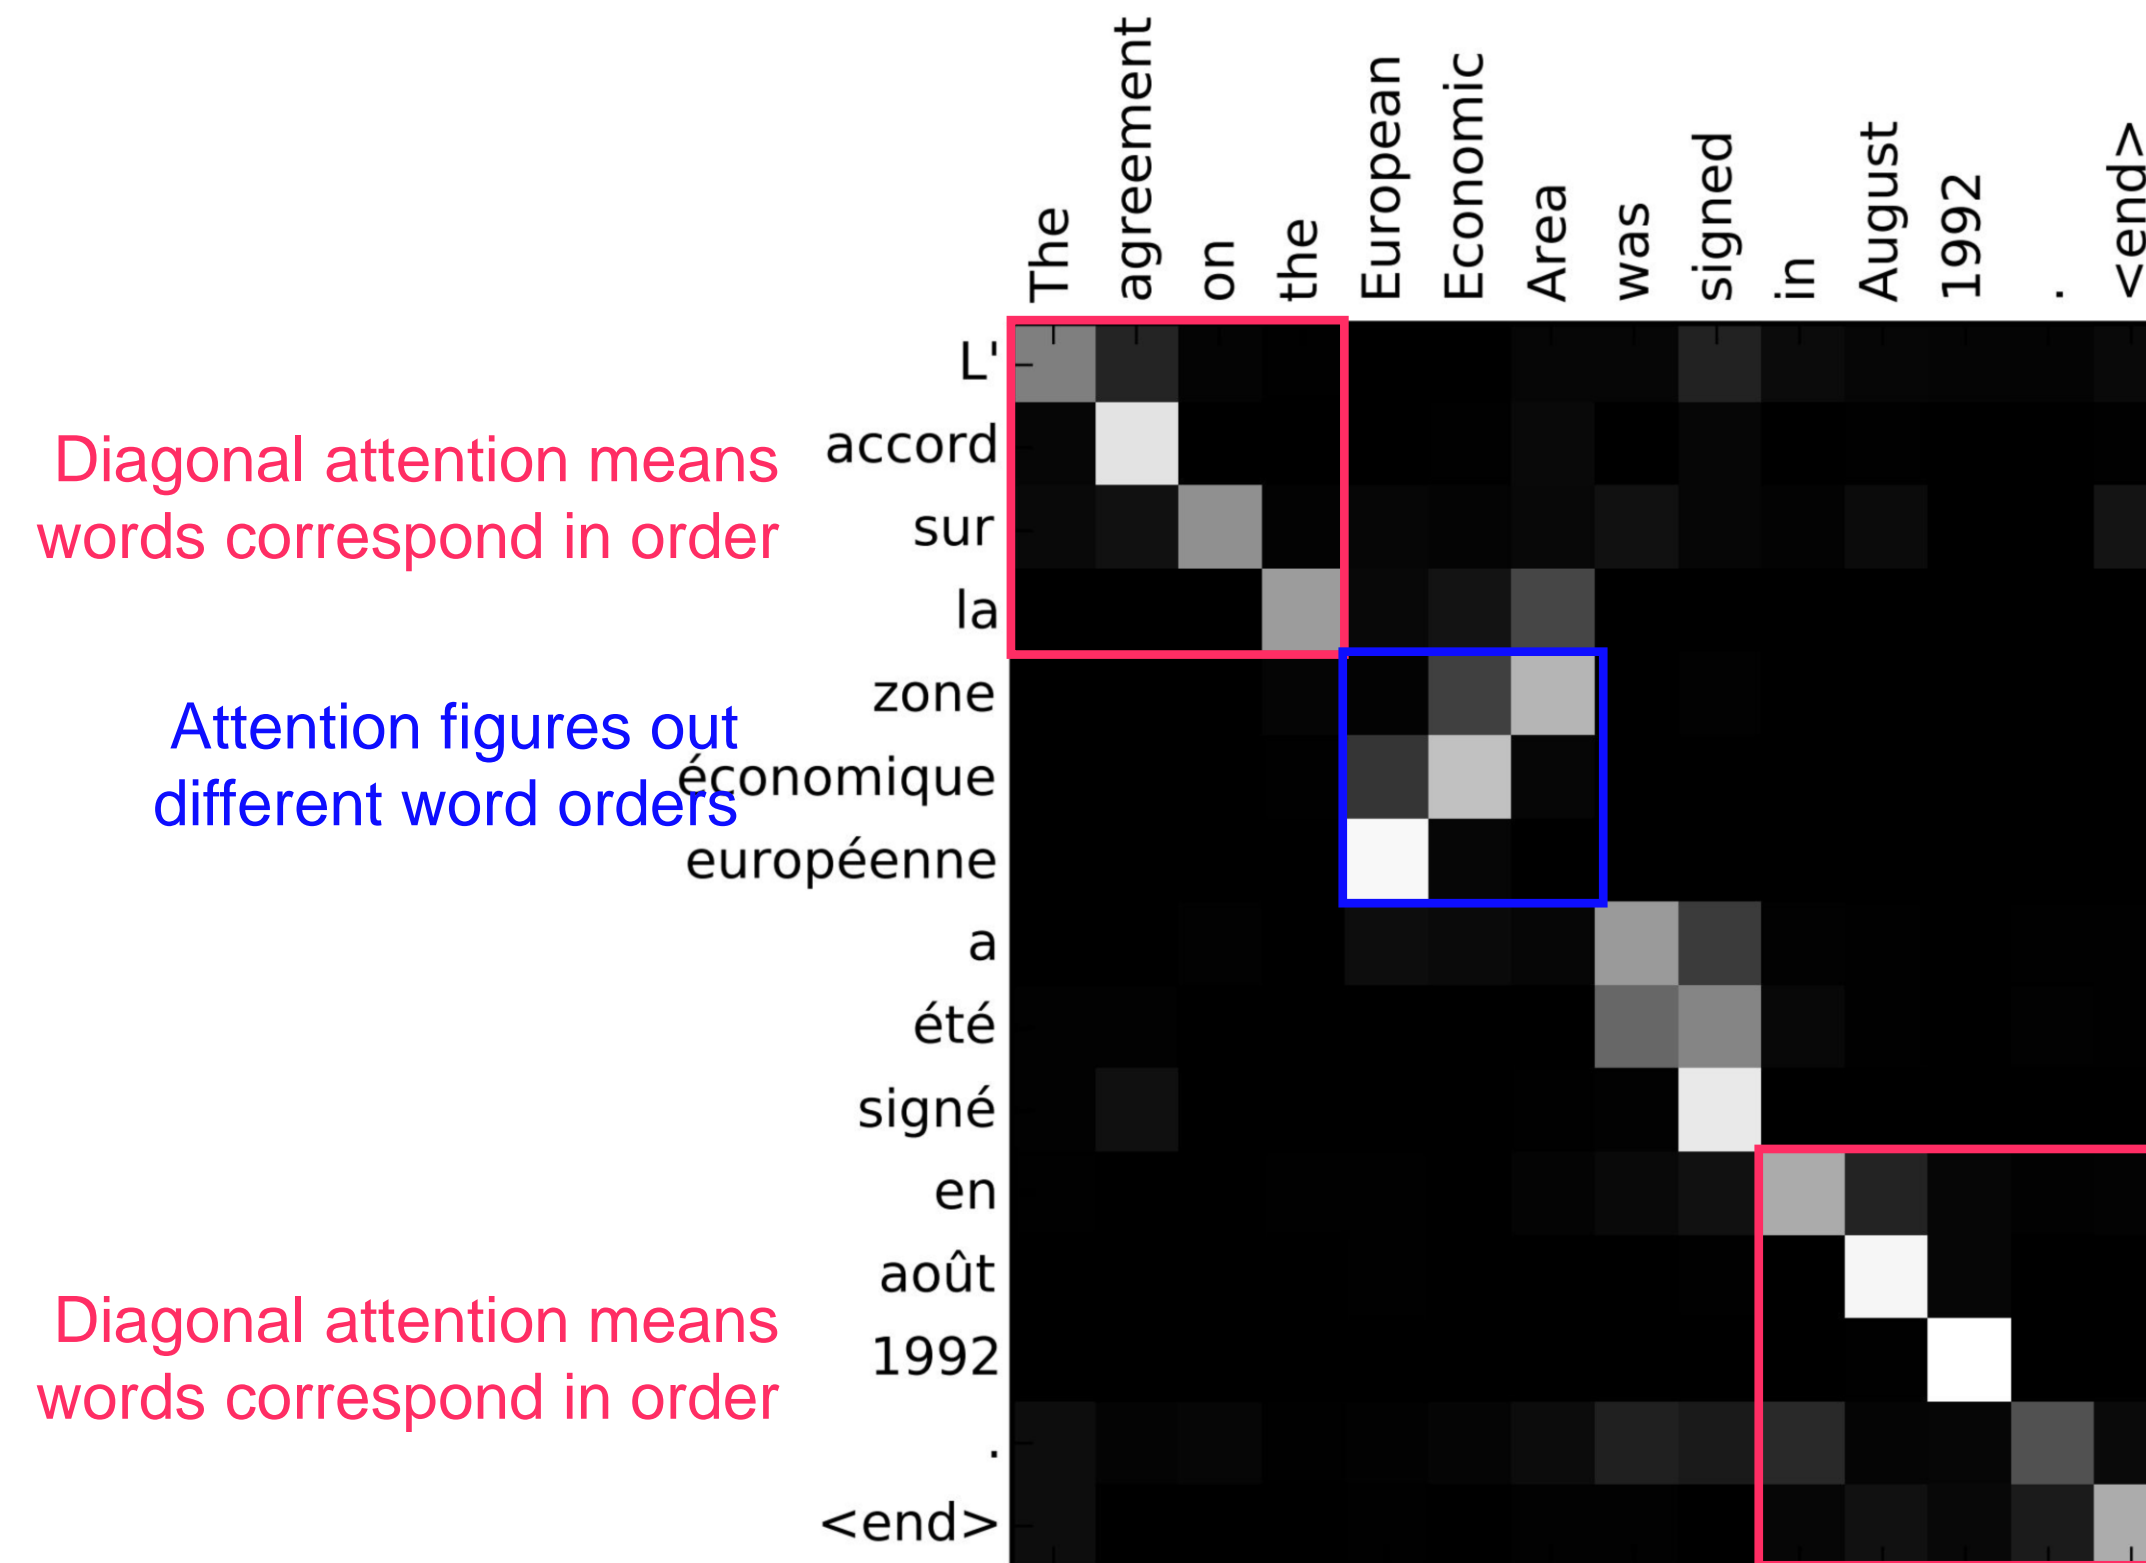 The
agreement
on
the
European
Economic
Area
was
signed
in
August
1992
.
<end>
L'
accord
sur
la
zone
économique
européenne
a
été
signé
en
août
1992
.
<end>
Diagonal attention means
words correspond in order
Attention figures out
different word orders
Diagonal attention means
words correspond in order